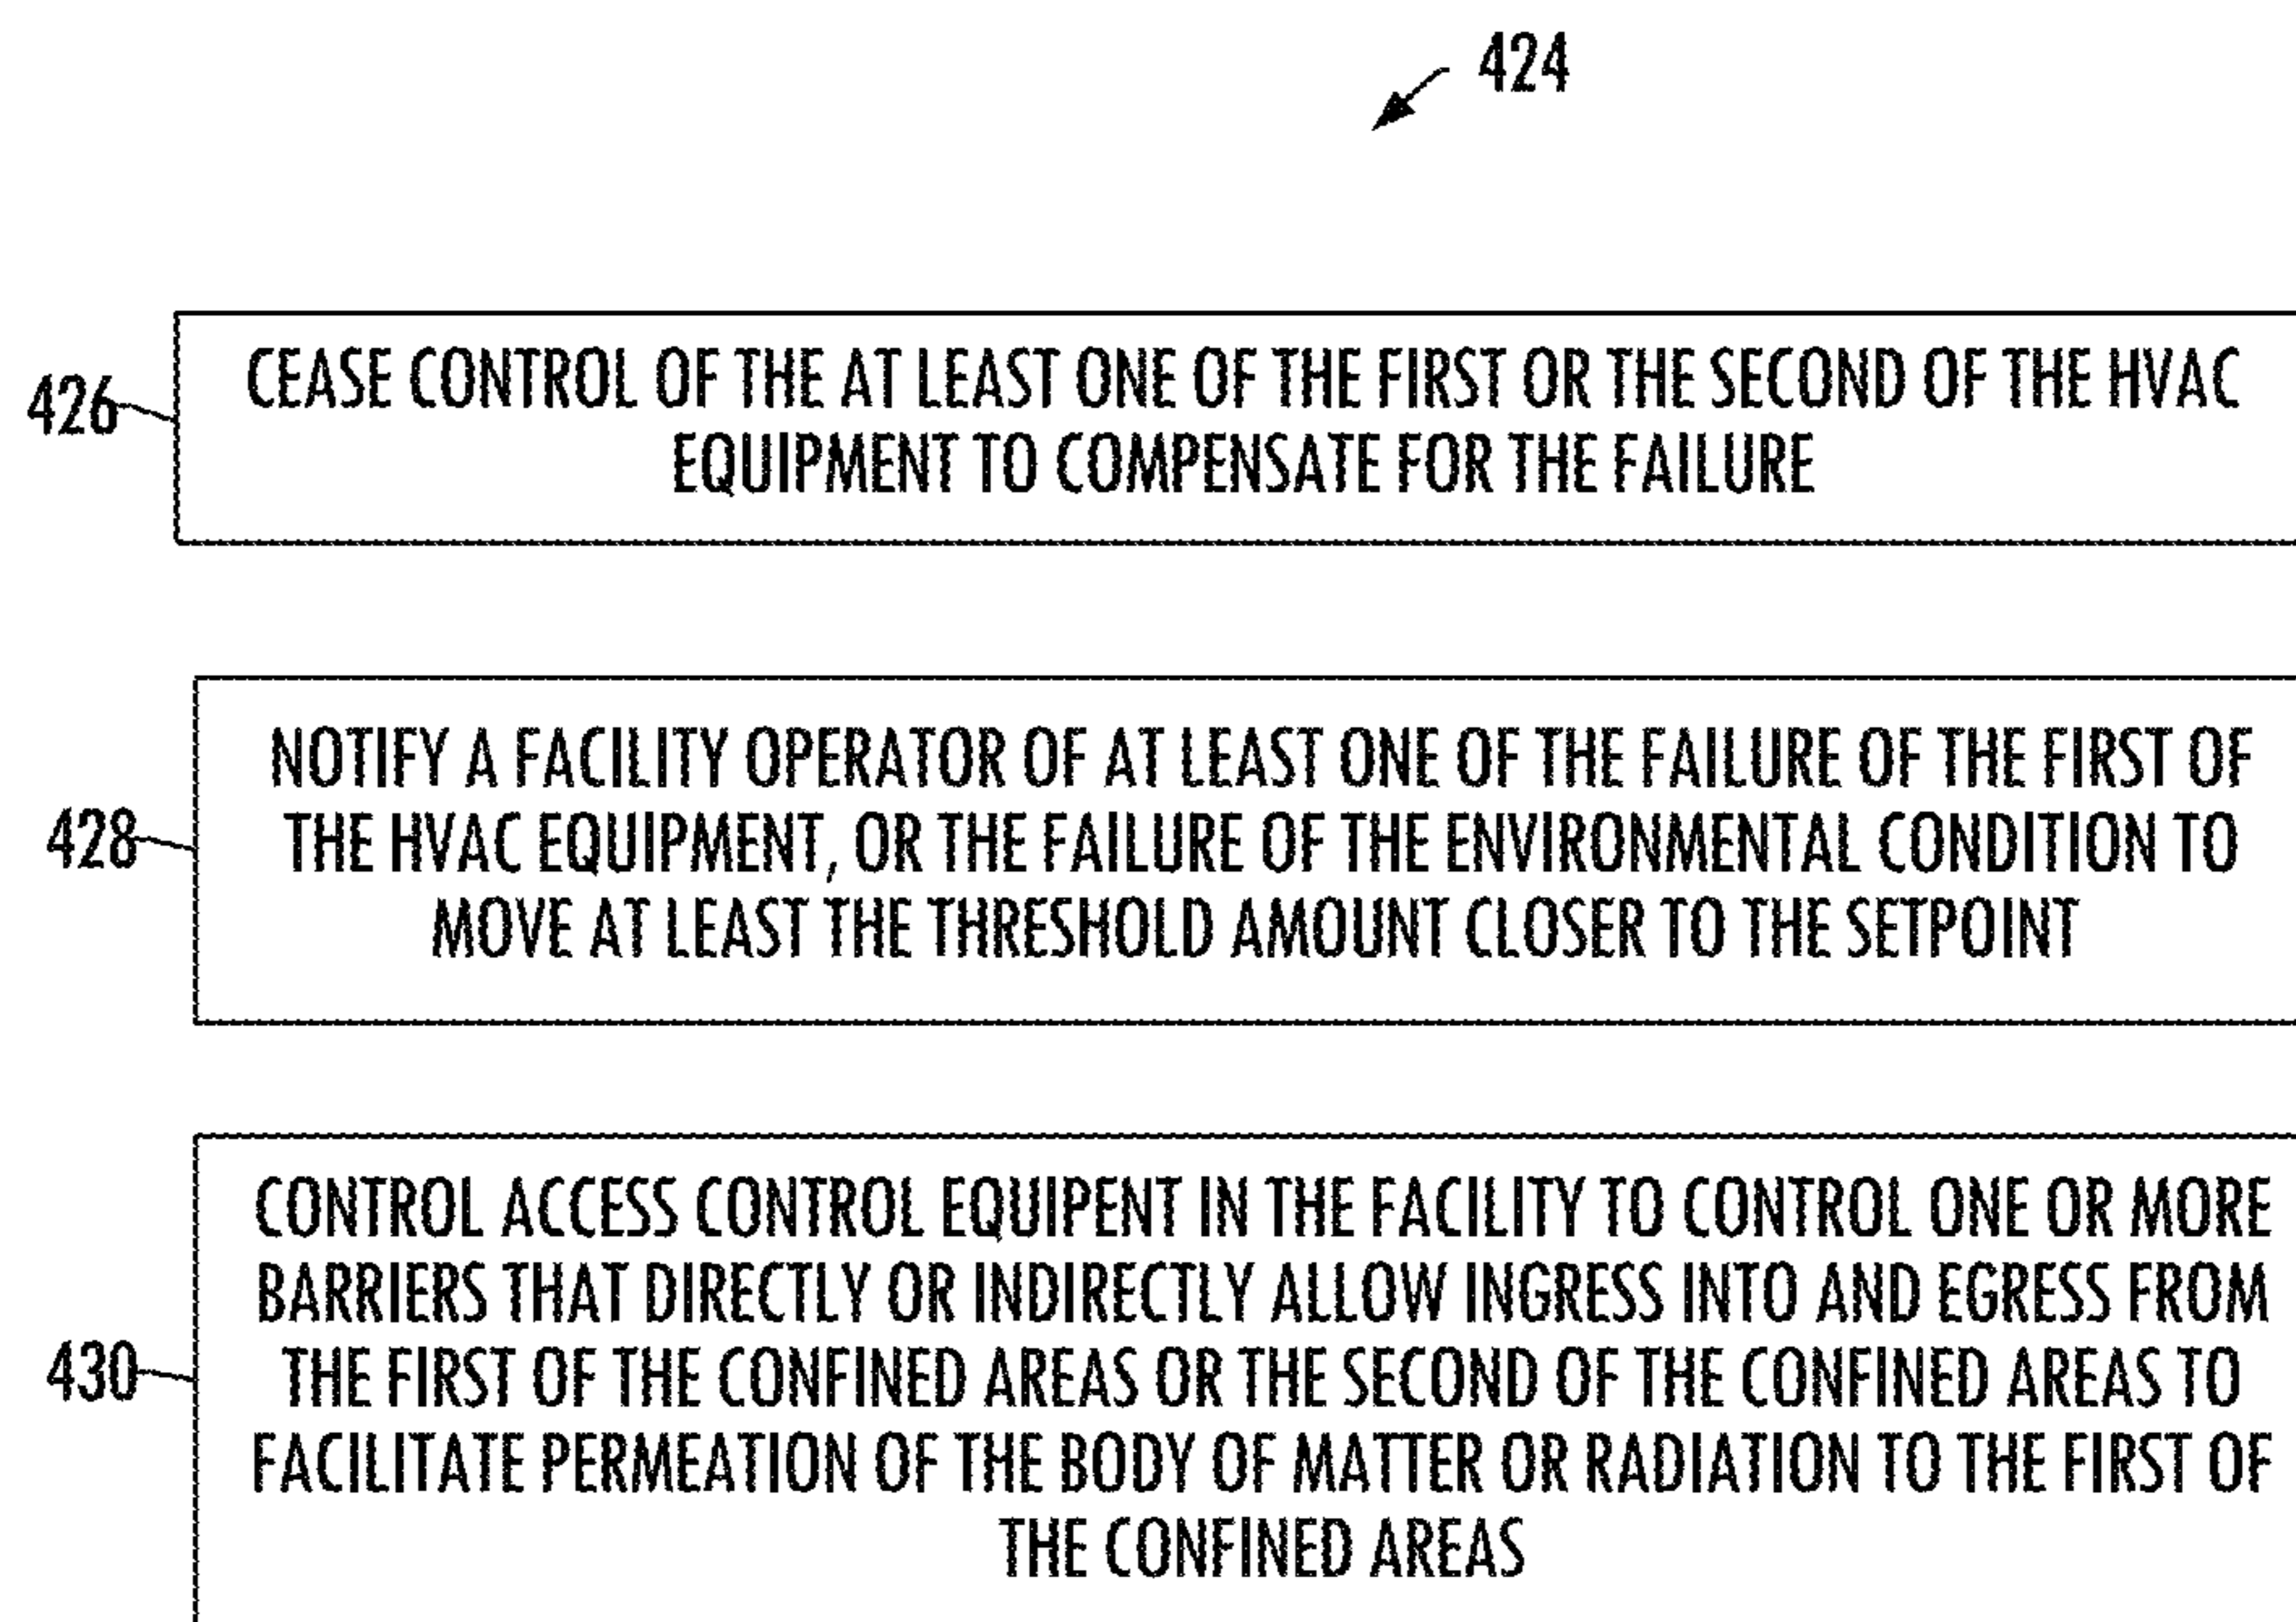 424
426
CEASE CONTROL OF THE AT LEAST ONE OF THE FIRST OR THE SECOND OF THE HVAC
EQUIPMENT TO COMPENSATE FOR THE FAILURE
428
NOTIFY A FACILITY OPERATOR OF AT LEAST ONE OF THE FAILURE OF THE FIRST OF
THE HVAC EQUIPMENT, OR THE FAILURE OF THE ENVIRONMENTAL CONDITION TO
MOVE AT LEAST THE THRESHOLD AMOUNT CLOSER TO THE SETPOINT
430
CONTROL ACCESS CONTROL EQUIPENT IN THE FACILITY TO CONTROL ONE OR MORE
BARRIERS THAT DIRECTLY OR INDIRECTLY ALLOW INGRESS INTO AND EGRESS FROM
THE FIRST OF THE CONFINED AREAS OR THE SECOND OF THE CONFINED AREAS TO
FACILITATE PERMEATION OF THE BODY OF MATTER OR RADIATION TO THE FIRST OF
THE CONFINED AREAS